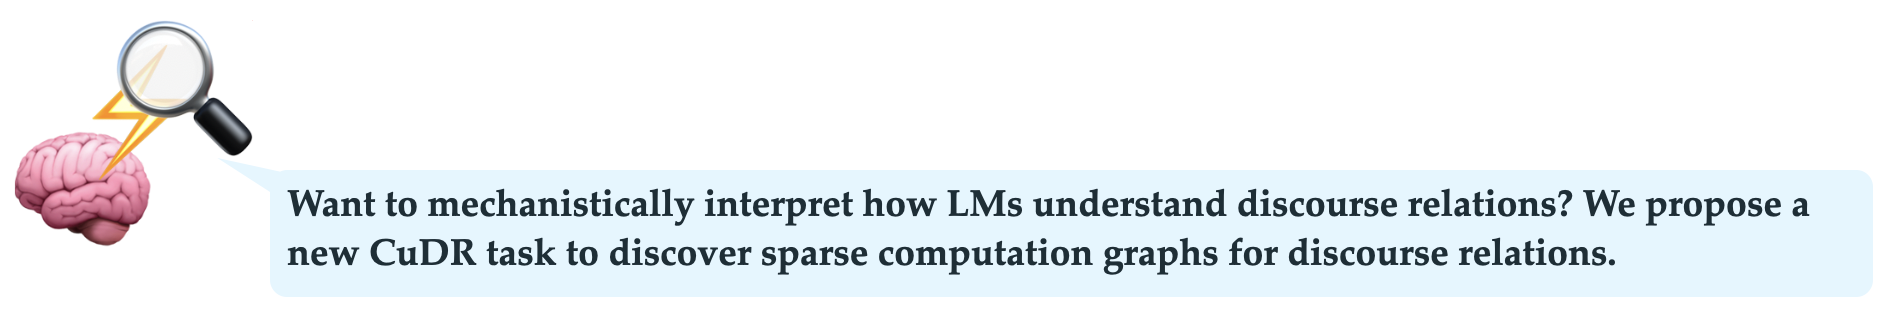 Want to mechanistically interpret how LMs understand discourse relations? We propose a
new CuDR task to discover sparse computation graphs for discourse relations.